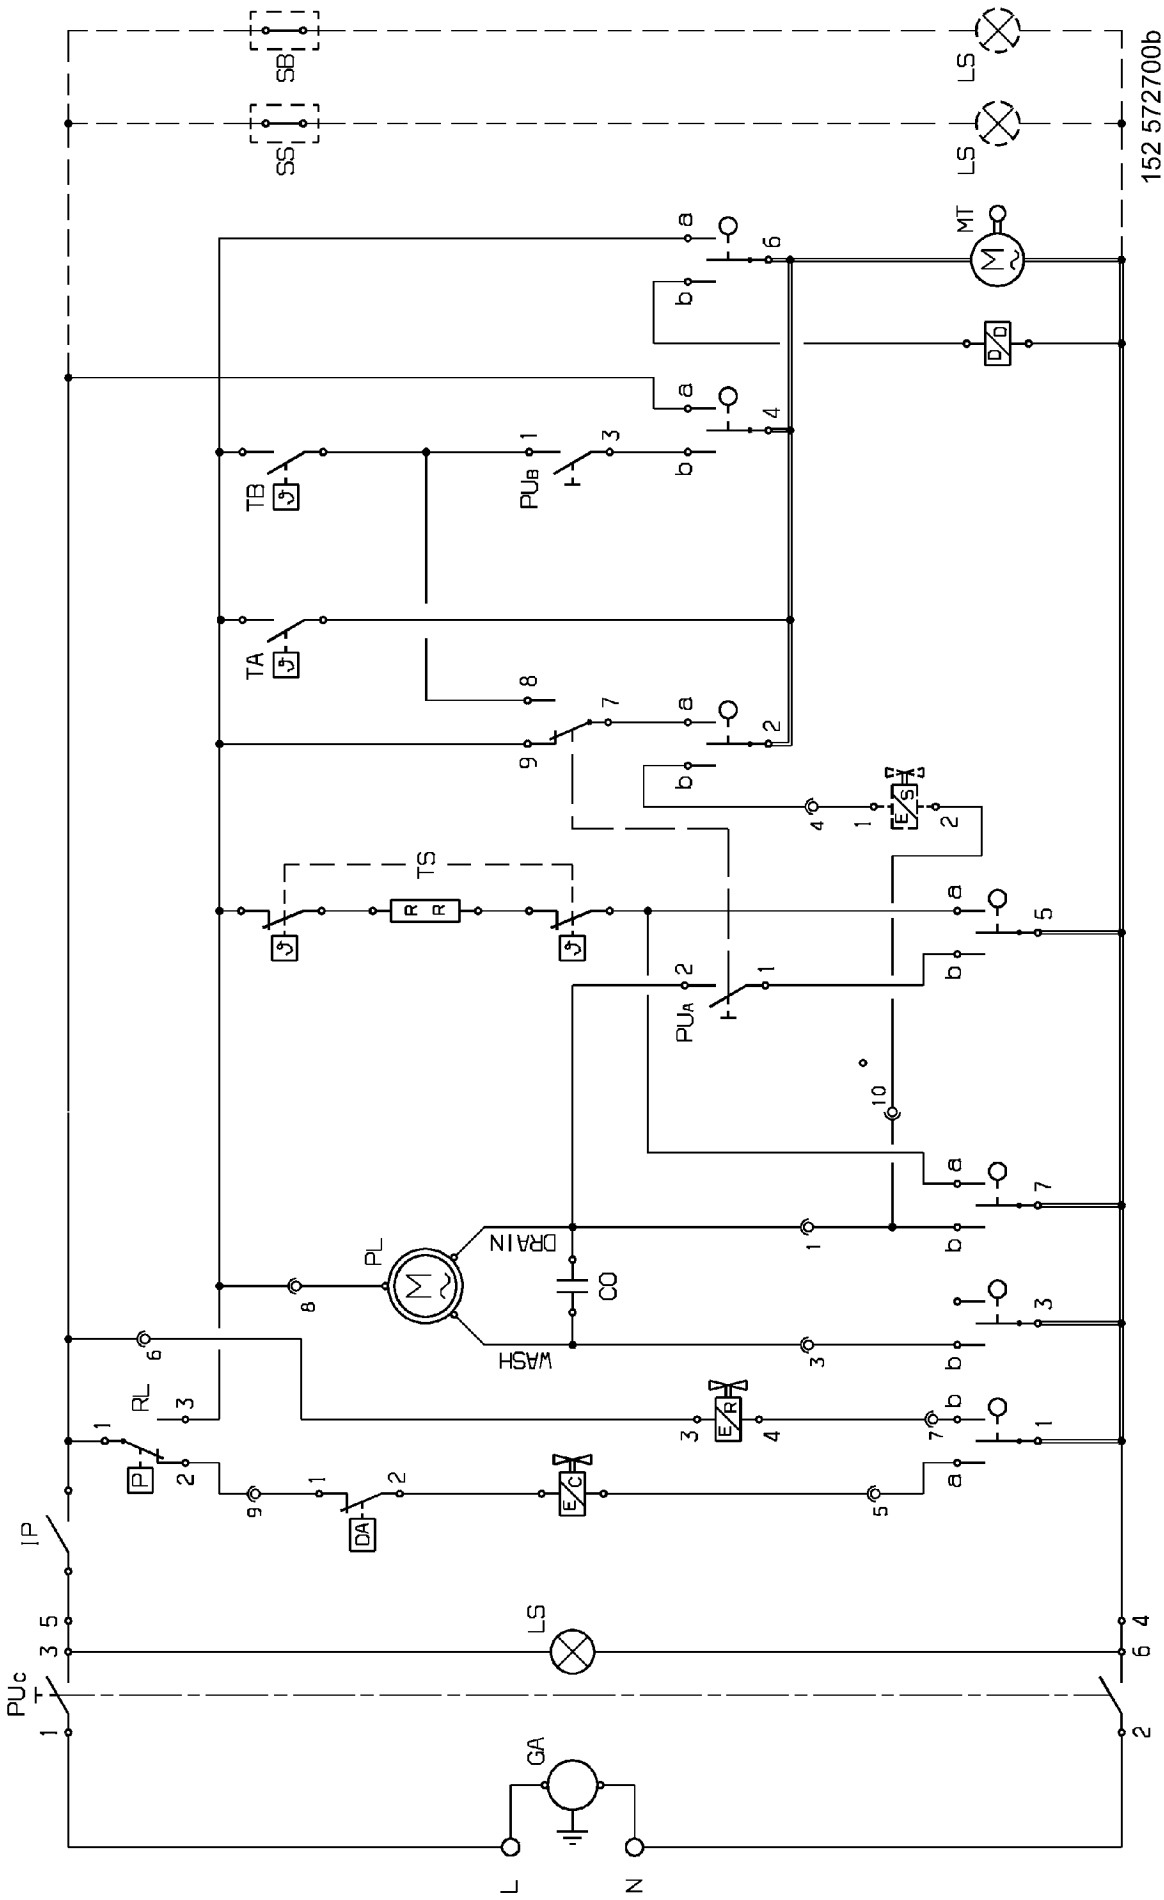 PUc
IP
1
3
5
1
P
RL
6
2
3
9
TA
TB
ϑ
ϑ
ϑ
SS
SB
8
1
DA
PL
2
M
~
R R
TS
L
GA
LS
WASH
DRAIN
9
8
PUB
1
E C
ϑ
CO
7
3
N
3
PUA
2
b
a
b
a
b
a
E R
4
1
2
4
6
3
1
4
1
5
10
E S
7
2
a
b
b
b
a
b
a
LS
LS
MT
D D
M
~
1
3
7
5
2
6
4
152 572700b